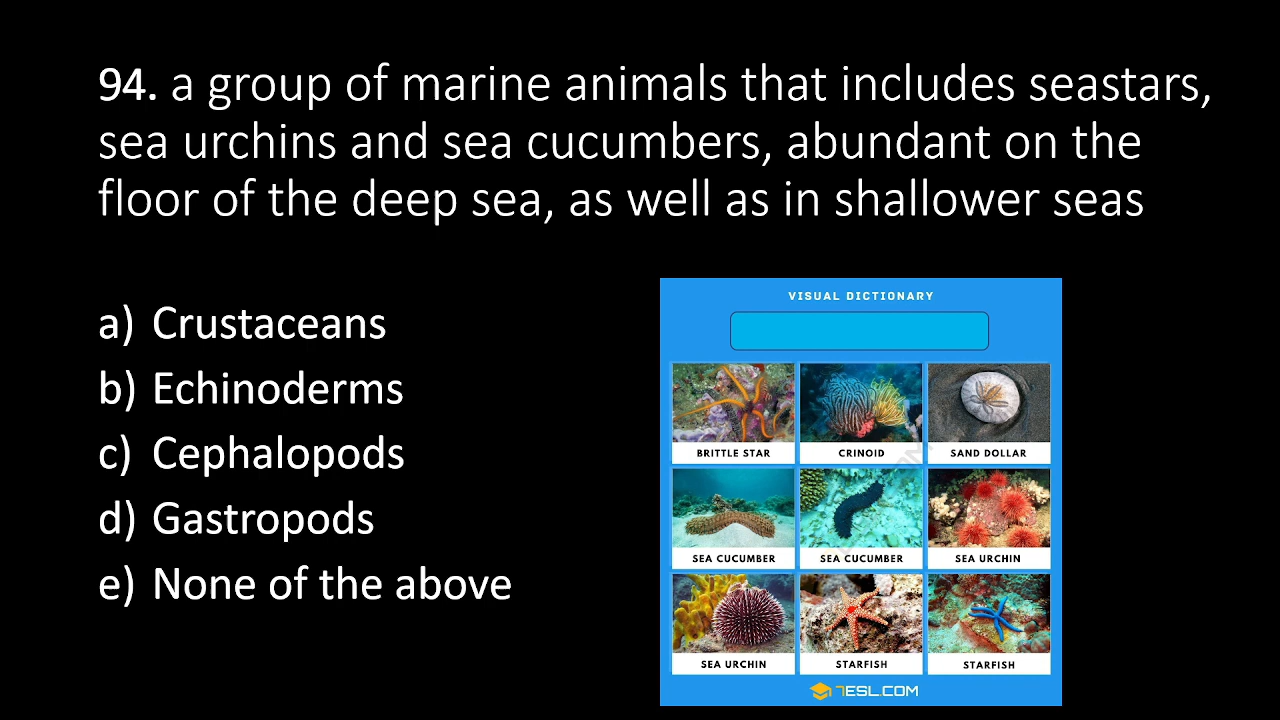 94. a group of marine animals that includes seastars,
sea urchins and sea cucumbers, abundant on the
floor of the deep sea, as well as in shallower seas
a) Crustaceans
b) Echinoderms
c) Cephalopods
d) Gastropods
e) None of the above
VISUAL DICTIONARY
BRITTLE STAR
CRINOID
SAND DOLLAR
SEA CUCUMBER
SEA CUCUMBER
SEA URCHIN
SEA URCHIN
STARFISH
STARFISH
7ESL.COM